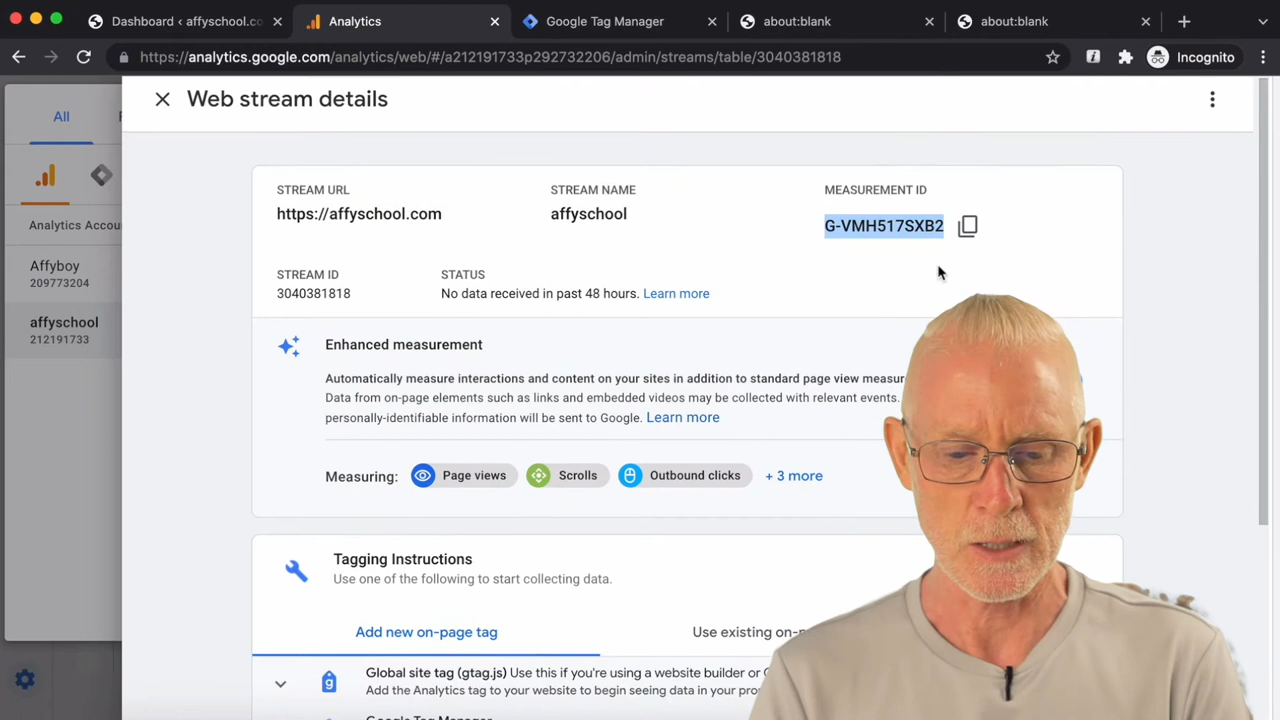 Dashboard ‹ affyschool.co
Analytics
Google Tag Manager
about:blank
about:blank
https://analytics.google.com/analytics/web/#/a212191733p292732206/admin/streams/table/3040381818
Incognito
All
Web stream details
STREAM URL
STREAM NAME
MEASUREMENT ID
https://affyschool.com
affyschool
G-VMH517SXB2
Analytics Accou
Affyboy
209773204
STREAM ID
STATUS
3040381818
No data received in past 48 hours. Learn more
affyschool
212191733
Enhanced measurement
Automatically measure interactions and content on your sites in addition to standard page view measur
Data from on-page elements such as links and embedded videos may be collected with relevant events.
personally-identifiable information will be sent to Google. Learn more
Measuring:
Page views
Scrolls
Outbound clicks
+ 3 more
Tagging Instructions
Use one of the following to start collecting data.
Add new on-page tag
Use existing on-p
Global site tag (gtag.js) Use this if you're using a website builder or
Add the Analytics tag to your website to begin seeing data in your pro
Google Tag Manager